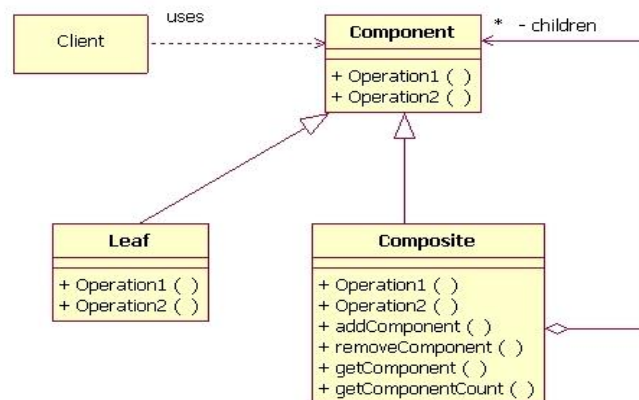 uses
Client
Component
* - children
+ Operation1 ( )
+ Operation2 ( )
Leaf
+ Operation1 ( )
+ Operation2 ( )
Composite
+ Operation1 ( )
+ Operation2 ( )
+ addComponent ( )
+ removeComponent ( )
+ getComponent ( )
+ getComponentCount ( )